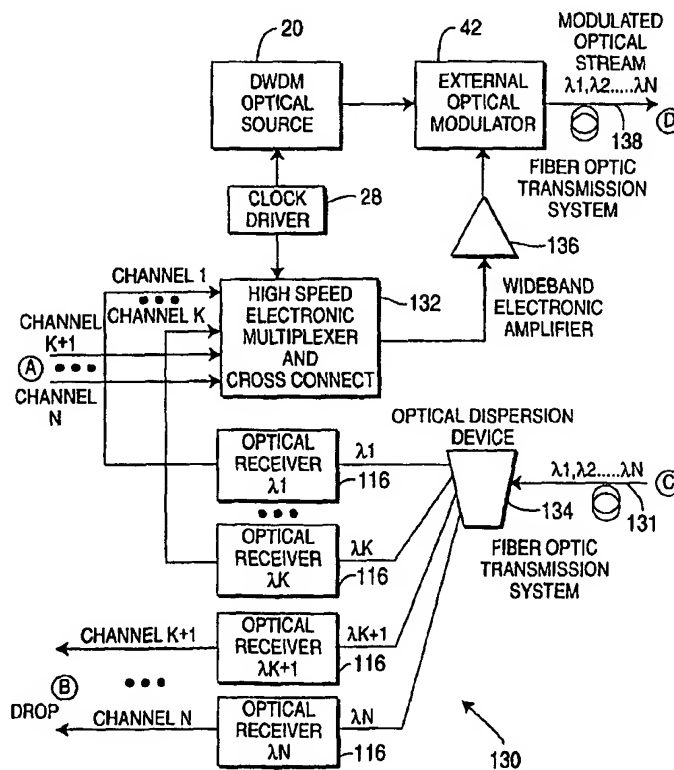 20
DWDM
OPTICAL
SOURCE
42
EXTERNAL
OPTICAL
MODULATOR
MODULATED
OPTICAL
STREAM
λ1,λ2.....λN
D
138
FIBER OPTIC
TRANSMISSION
SYSTEM
CLOCK
DRIVER
28
136
WIDEBAND
ELECTRONIC
AMPLIFIER
CHANNEL 1
CHANNEL K
CHANNEL
K+1
A
CHANNEL
N
HIGH SPEED
ELECTRONIC
MULTIPLEXER
AND
CROSS CONNECT
132
OPTICAL DISPERSION
DEVICE
λ1,λ2.....λN
C
134
131
FIBER OPTIC
TRANSMISSION
SYSTEM
OPTICAL
RECEIVER
λ1
λ1
116
OPTICAL
RECEIVER
λK
λK
116
CHANNEL K+1
OPTICAL
RECEIVER
λK+1
λK+1
116
B
DROP
CHANNEL N
OPTICAL
RECEIVER
λN
λN
116
130